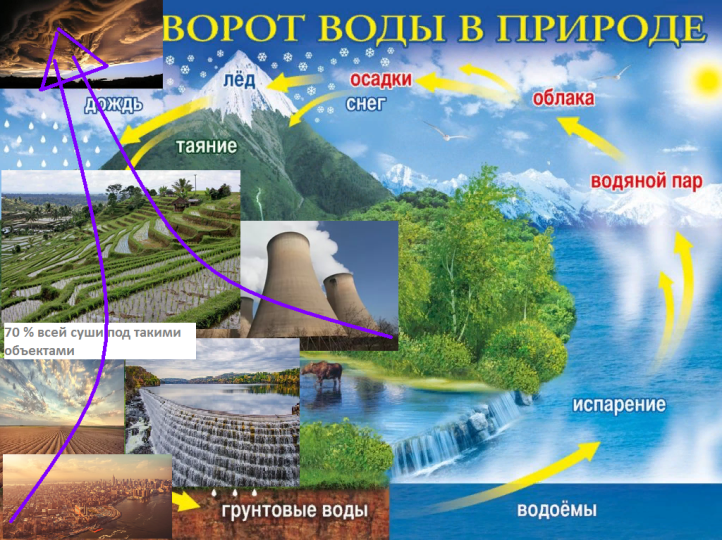 ВОРОТ ВОДЫ В ПРИРОДЕ
лёд
осадки
дождь
снег
облака
таяние
водяной пар
70 % всей суши под такими
объектами
испарение
грунтовые воды
водоёмы